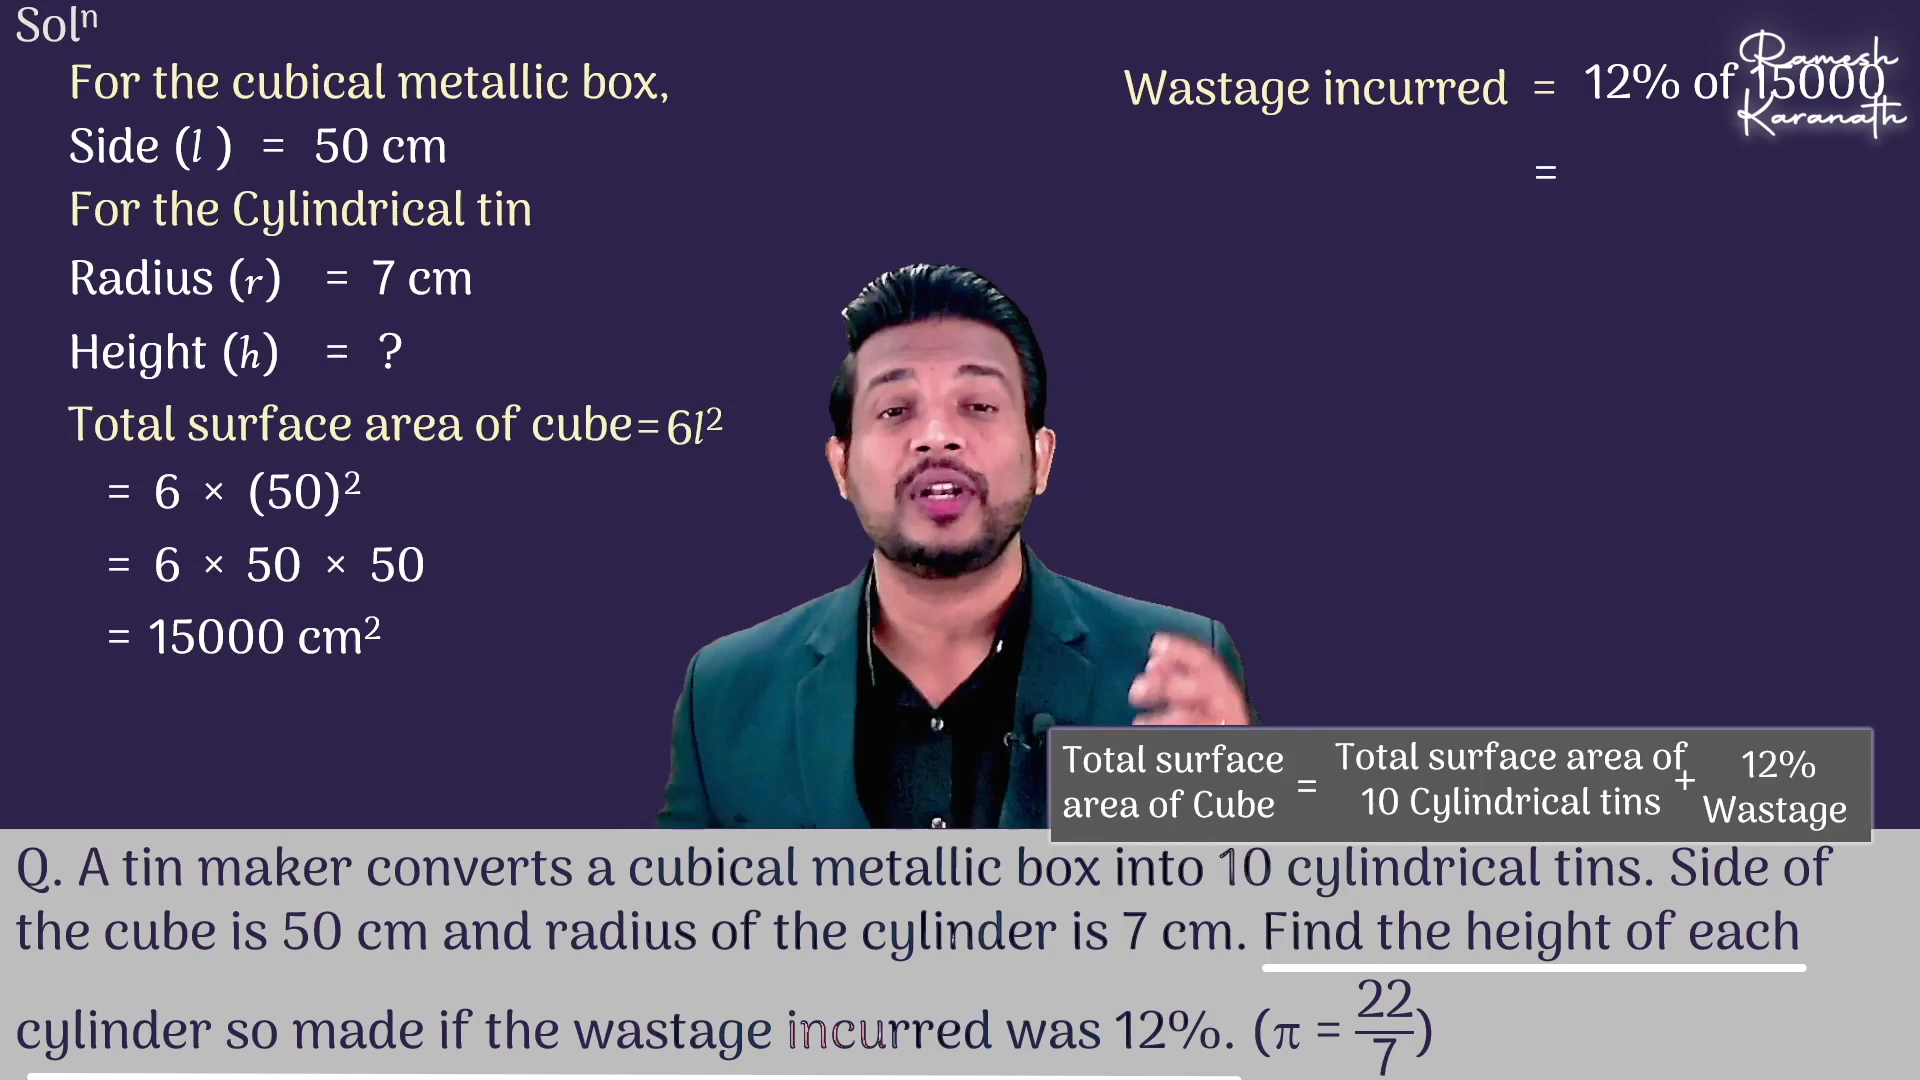 Solⁿ
For the cubical metallic box,
Side (l ) = 50 cm
For the Cylindrical tin
Radius (r) = 7 cm
Height (h) = ?
Total surface area of cube = 6l²
= 6 × (50)²
= 6 × 50 × 50
= 15000 cm²
Wastage incurred = 12% of 15000
=
Ramesh
Karanath
Total surface area of Cube = Total surface area of 10 Cylindrical tins + 12% Wastage
Q. A tin maker converts a cubical metallic box into 10 cylindrical tins. Side of
the cube is 50 cm and radius of the cylinder is 7 cm. Find the height of each
cylinder so made if the wastage incurred was 12%. (π = 22/7)